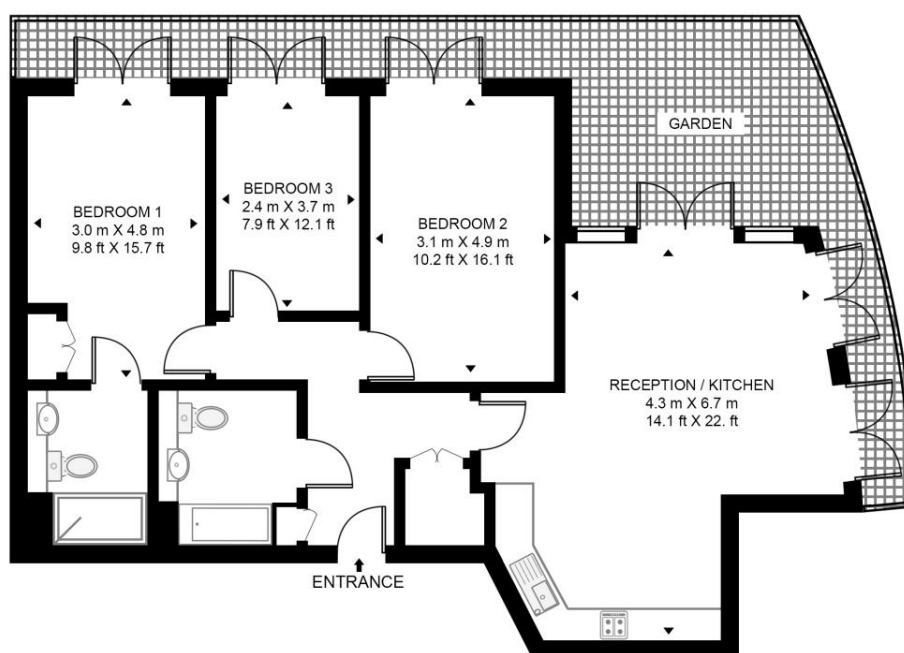 GARDEN
BEDROOM 1
3.0 m X 4.8 m
9.8 ft X 15.7 ft
BEDROOM 3
2.4 m X 3.7 m
7.9 ft X 12.1 ft
BEDROOM 2
3.1 m X 4.9 m
10.2 ft X 16.1 ft
RECEPTION / KITCHEN
4.3 m X 6.7 m
14.1 ft X 22. ft
ENTRANCE